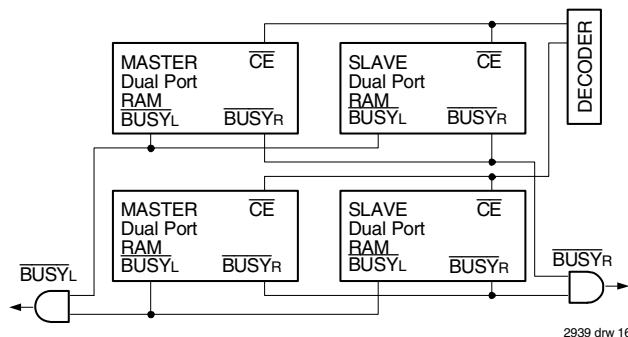 MASTER
Dual Port
RAM
BUSYL
CE
BUSYR
SLAVE
Dual Port
RAM
BUSYL
CE
BUSYR
DECODER
MASTER
Dual Port
RAM
BUSYL
CE
BUSYR
SLAVE
Dual Port
RAM
BUSYL
CE
BUSYR
BUSYL
BUSYR
2939 drw 16